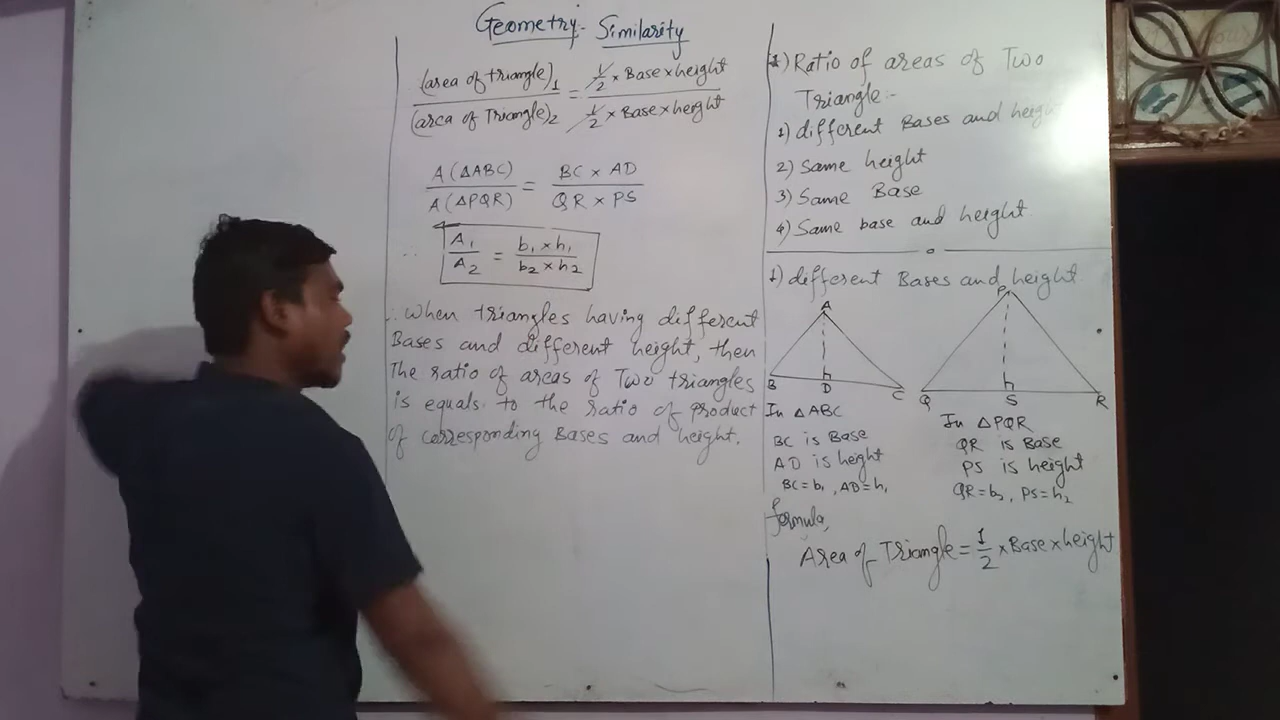 Geometry- Similarity
(area of triangle)1 / (area of Triangle)2 = 1/2 × Base × height / 1/2 × Base × height
A (ΔABC) / A (ΔPQR) = BC × AD / QR × PS
∴ A1 / A2 = b1 × h1 / b2 × h2
∴ When triangles having different
Bases and different height, then
The ratio of areas of Two triangles
is equals to the ratio of product
of corresponding Bases and height.
1) Ratio of areas of Two
Triangle:-
1) different Bases and heigh
2) Same height
3) Same Base
4) Same base and height
1) different Bases and height
A
B D C
P
Q S R
In ΔABC
BC is Base
AD is height
BC = b1, AD = h1
In ΔPQR
QR is Base
PS is height
QR = b2, PS = h2
formula,
Area of Triangle = 1/2 × Base × height